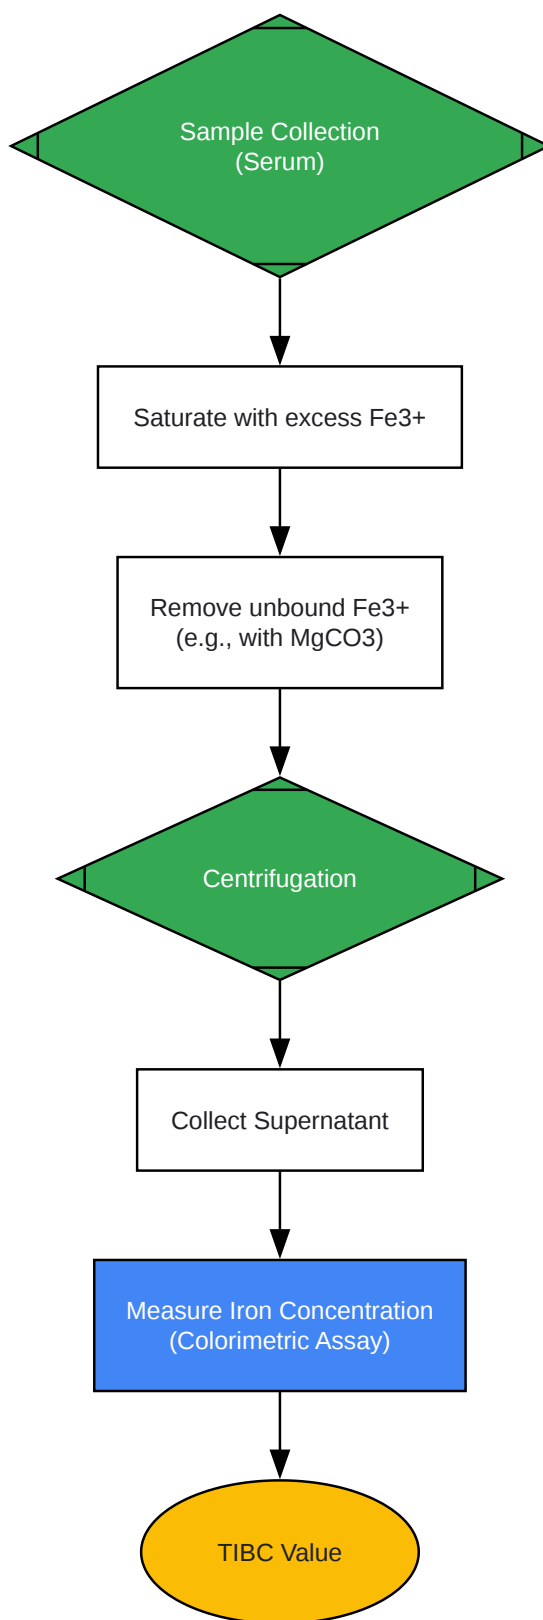 Sample Collection
(Serum)
Saturate with excess Fe3+
Remove unbound Fe3+
(e.g., with MgCO3)
Centrifugation
Collect Supernatant
Measure Iron Concentration
(Colorimetric Assay)
TIBC Value